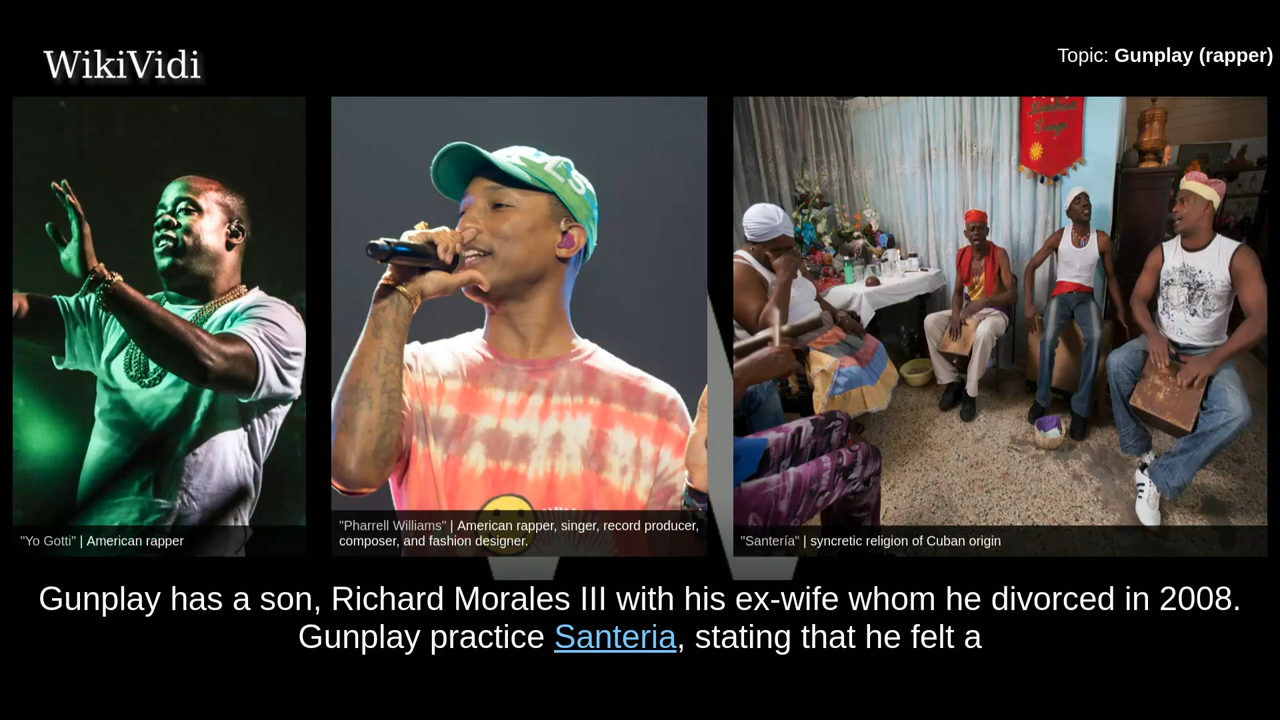 WikiVidi
Topic: Gunplay (rapper)
"Yo Gotti" | American rapper
"Pharrell Williams" | American rapper, singer, record producer,
composer, and fashion designer.
"Santería" | syncretic religion of Cuban origin
Gunplay has a son, Richard Morales III with his ex-wife whom he divorced in 2008.
Gunplay practice Santeria, stating that he felt a